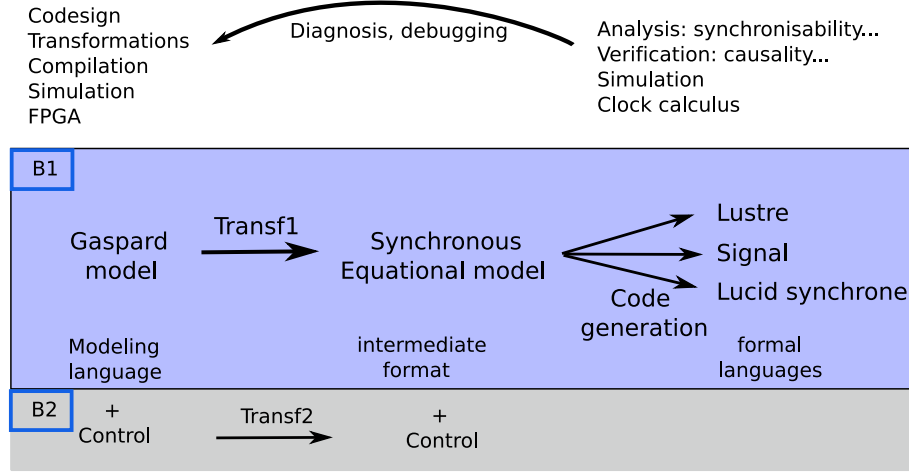 Codesign
Transformations
Compilation
Simulation
FPGA
Diagnosis, debugging
Analysis: synchronisability...
Verification: causality...
Simulation
Clock calculus
B1
Gaspard
model
Transf1
Synchronous
Equational model
Lustre
Signal
Lucid synchrone
Code
generation
Modeling
language
intermediate
format
formal
languages
B2
+
Control
Transf2
+
Control